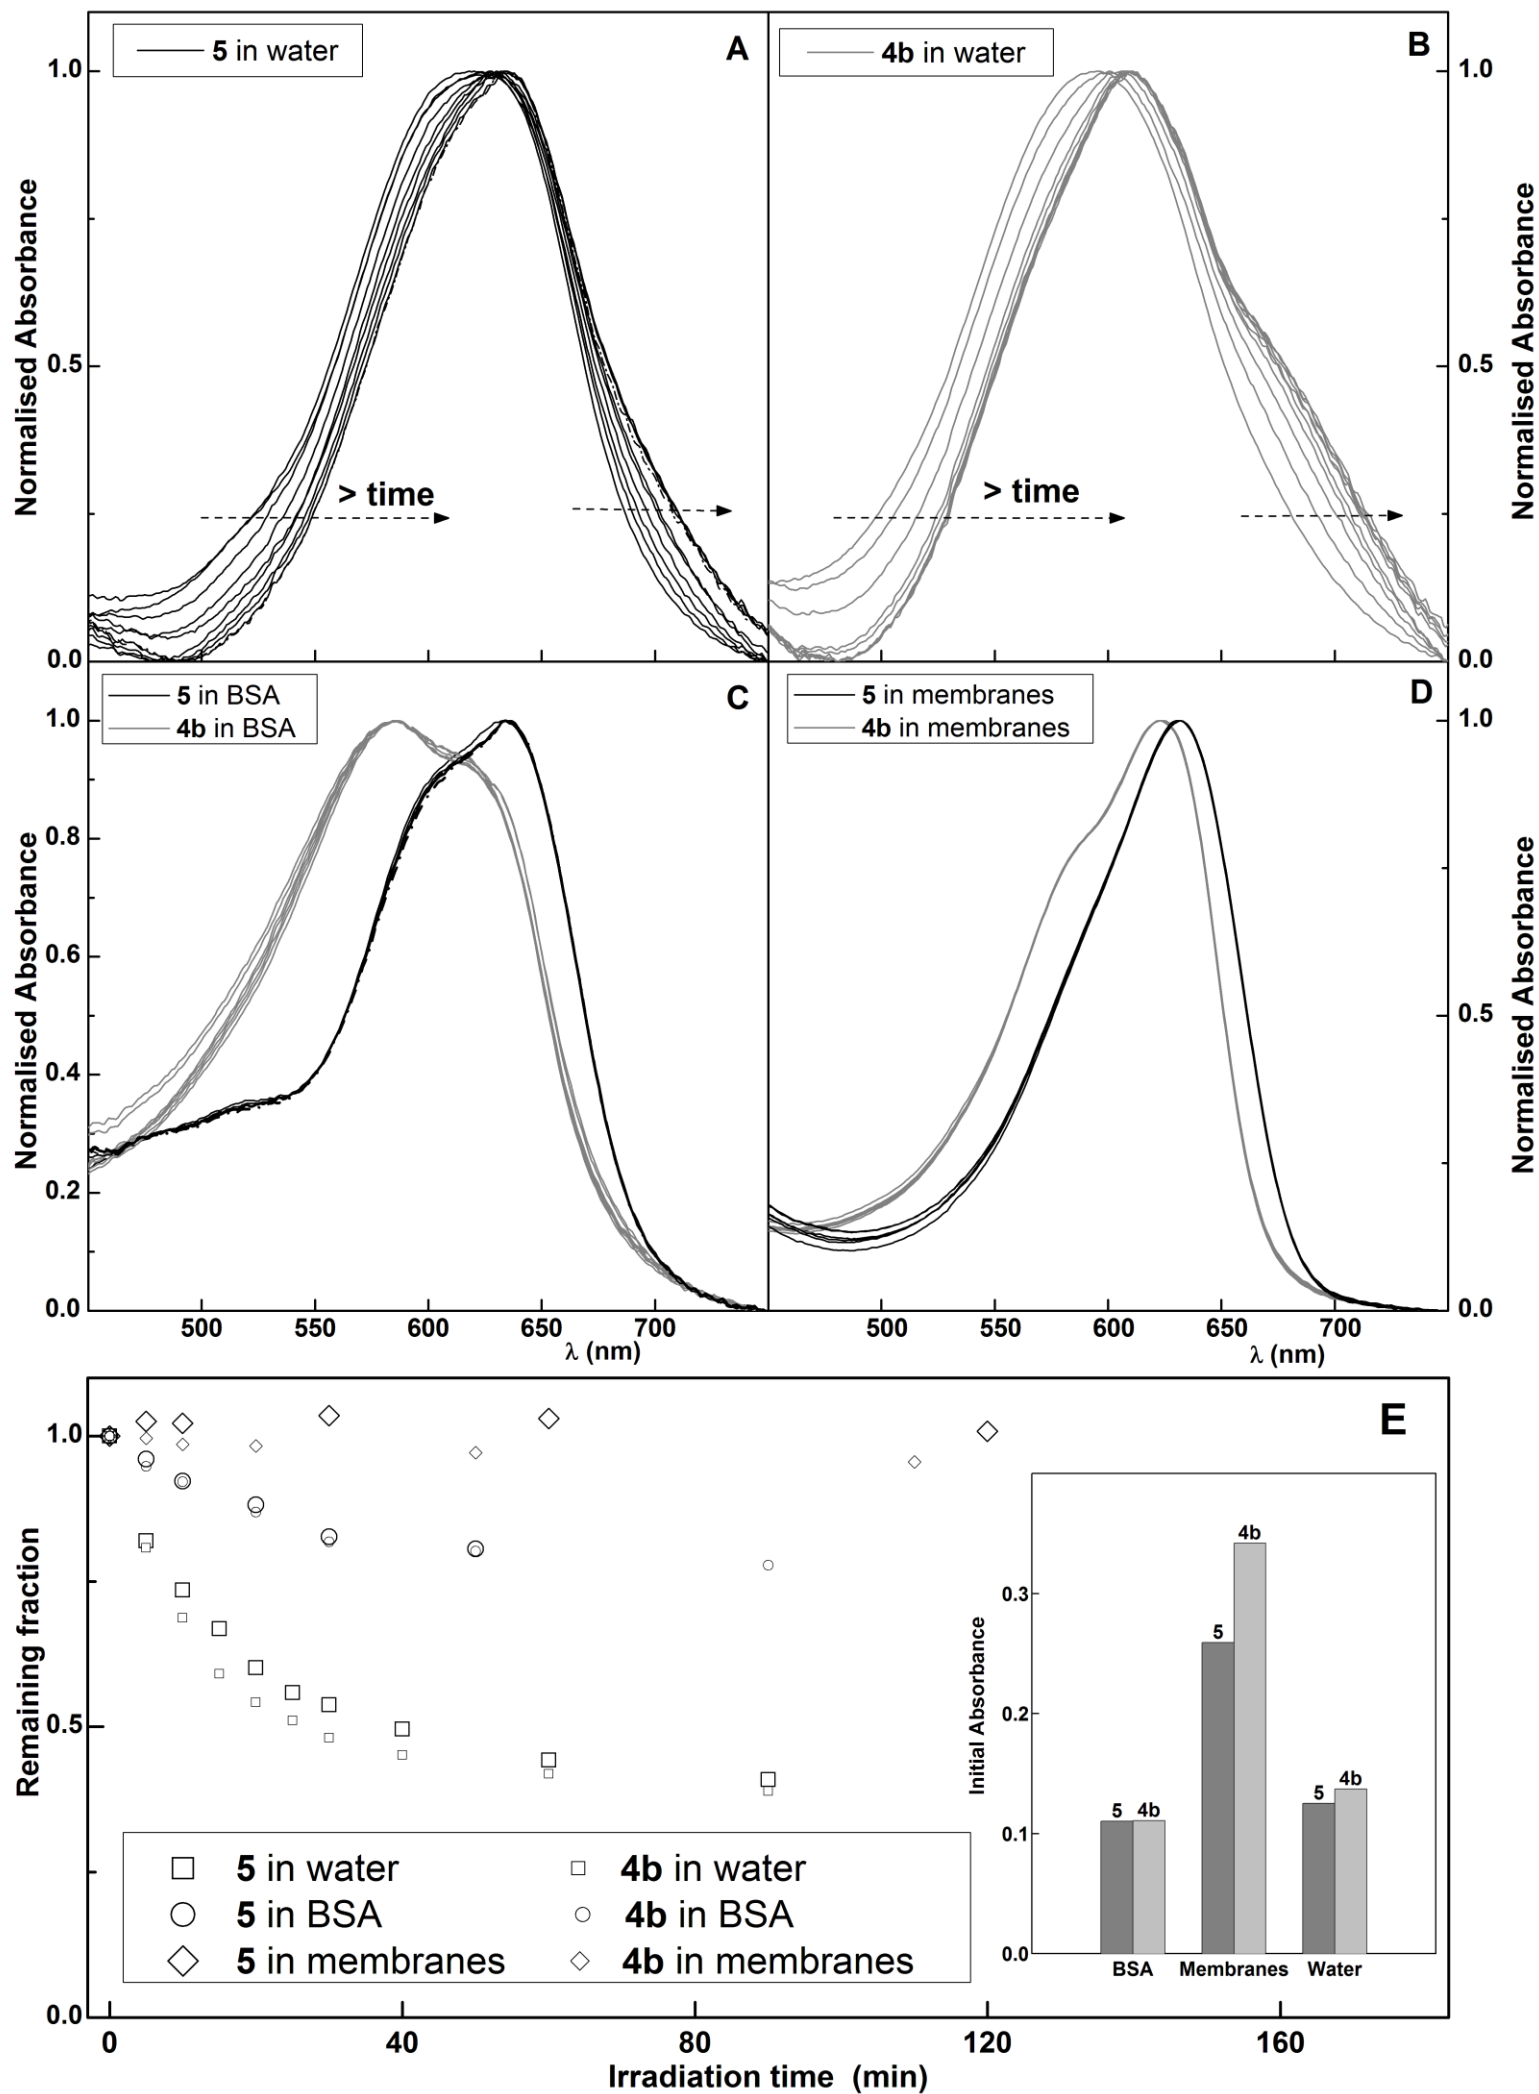 5 in water
A
4b in water
B
1.0
0.5
0.0
Normalised Absorbance
> time
> time
1.0
0.5
0.0
Normalised Absorbance
5 in BSA
4b in BSA
C
5 in membranes
4b in membranes
D
1.0
0.8
0.6
0.4
0.2
0.0
Normalised Absorbance
1.0
0.5
0.0
Normalised Absorbance
500 550 600 650 700
λ (nm)
500 550 600 650 700
λ (nm)
E
1.0
0.5
0.0
Remaining fraction
5 in water 4b in water
5 in BSA 4b in BSA
5 in membranes 4b in membranes
0.3
0.2
0.1
0.0
Initial Absorbance
5 4b
5 4b
5 4b
BSA Membranes Water
0 40 80 120 160
Irradiation time (min)